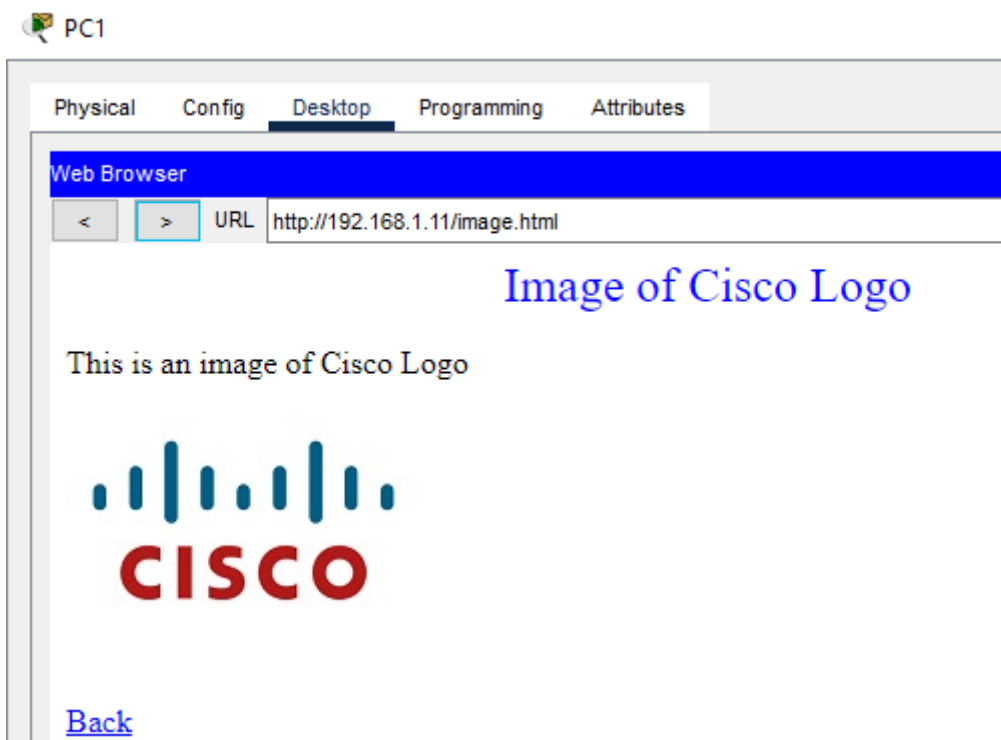 PC1
Physical Config Desktop Programming Attributes
Web Browser
< > URL http://192.168.1.11/image.html
Image of Cisco Logo
This is an image of Cisco Logo
CISCO
Back